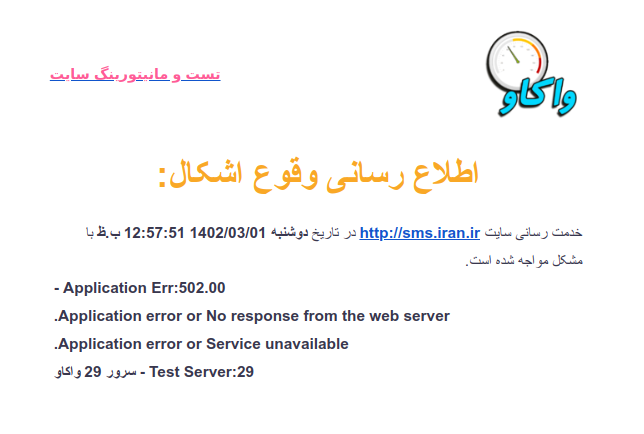 واکاو
تست و مانیتورینگ سایت
اطلاع رسانی وقوع اشکال:
خدمت رسانی سایت http://sms.iran.ir در تاریخ دوشنبه 1402/03/01 12:57:51 ب.ظ با
مشکل مواجه شده است.
- Application Err:502.00
.Application error or No response from the web server
.Application error or Service unavailable
سرور 29 واکاو - Test Server:29